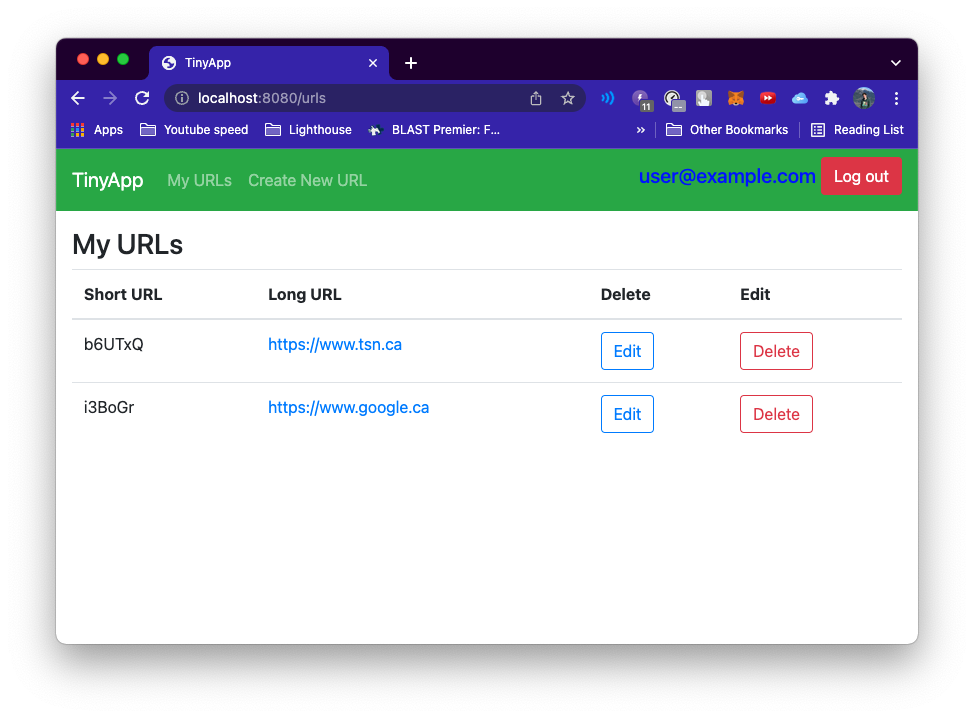 TinyApp
localhost:8080/urls
11
Apps Youtube speed Lighthouse BLAST Premier: F... » Other Bookmarks Reading List
TinyApp My URLs Create New URL user@example.com Log out
My URLs
Short URL Long URL Delete Edit
b6UTxQ https://www.tsn.ca Edit Delete
i3BoGr https://www.google.ca Edit Delete